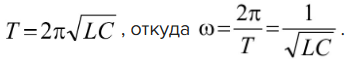 T = 2π√LC , откуда ω = 2π/T = 1/√LC .